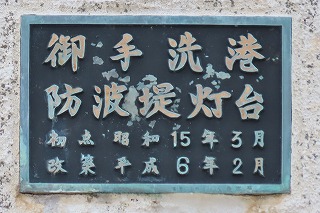 御手洗港
防波堤灯台
初点 昭和15年3月
改築 平成6年2月